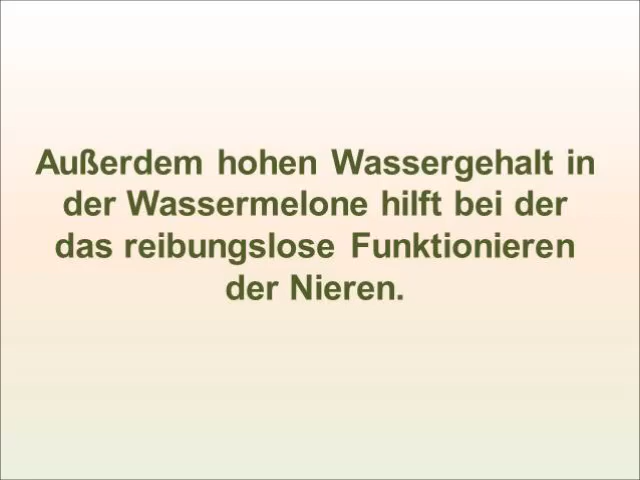 Außerdem hohen Wassergehalt in
der Wassermelone hilft bei der
das reibungslose Funktionieren
der Nieren.